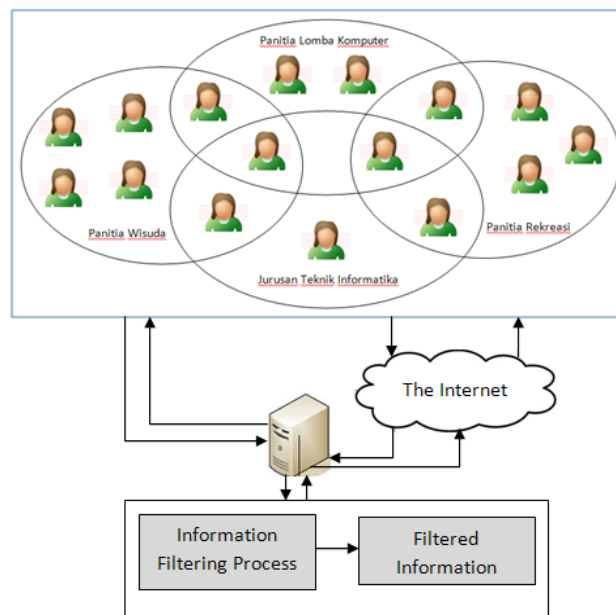 Panitia Lomba Komputer
Panitia Wisuda
Panitia Rekreasi
Jurusan Teknik Informatika
The Internet
Information
Filtering Process
Filtered
Information